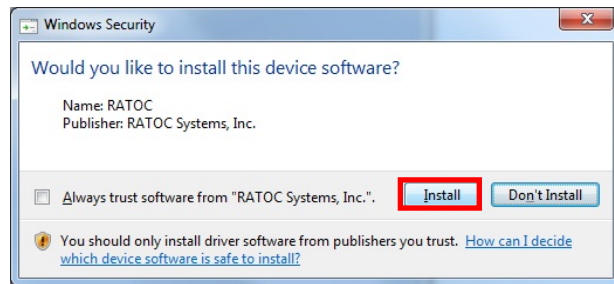 Windows Security
Would you like to install this device software?
Name: RATOC
Publisher: RATOC Systems, Inc.
Always trust software from "RATOC Systems, Inc.". Install Don't Install
You should only install driver software from publishers you trust. How can I decide
which device software is safe to install?